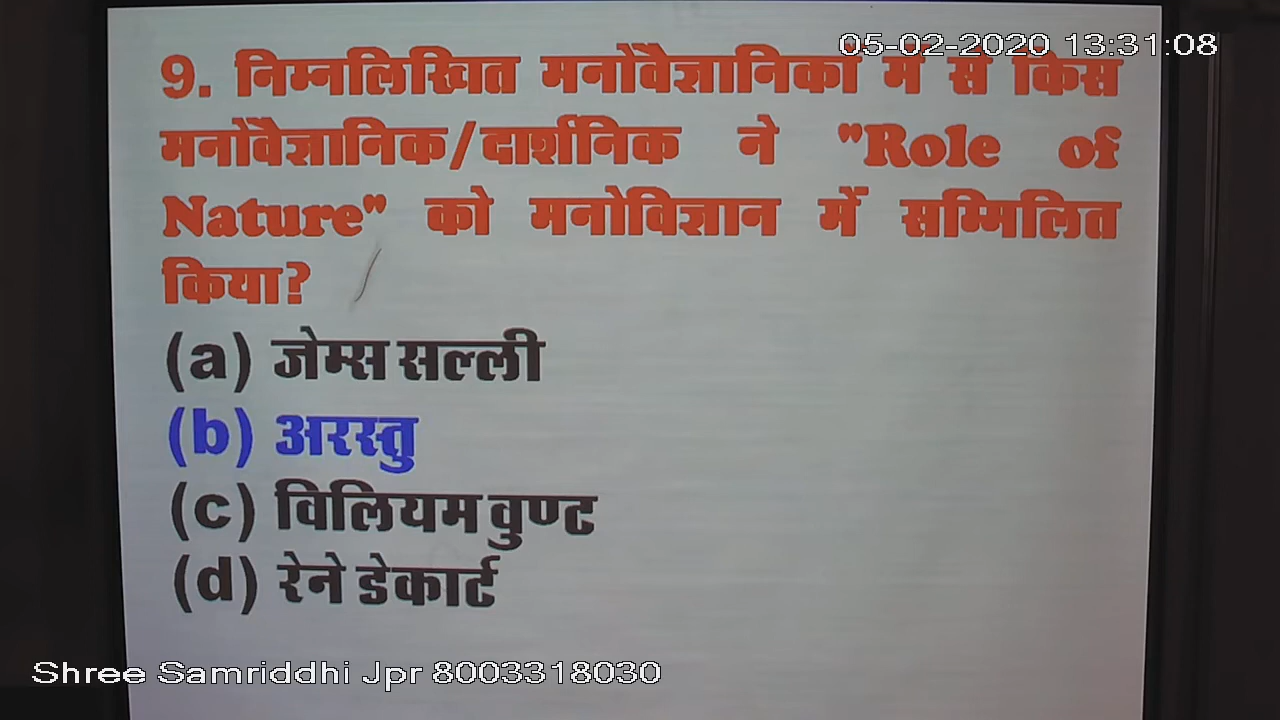 05-02-2020 13:31:08
9. निम्नलिखित मनोवैज्ञानिकों में से किस
मनोवैज्ञानिक/दार्शनिक ने "Role of
Nature" को मनोविज्ञान में सम्मिलित
किया?
(a) जेम्स सल्ली
(b) अरस्तु
(c) विलियम वुण्ट
(d) रेने डेकार्ट
Shree Samriddhi Jpr 8003318030